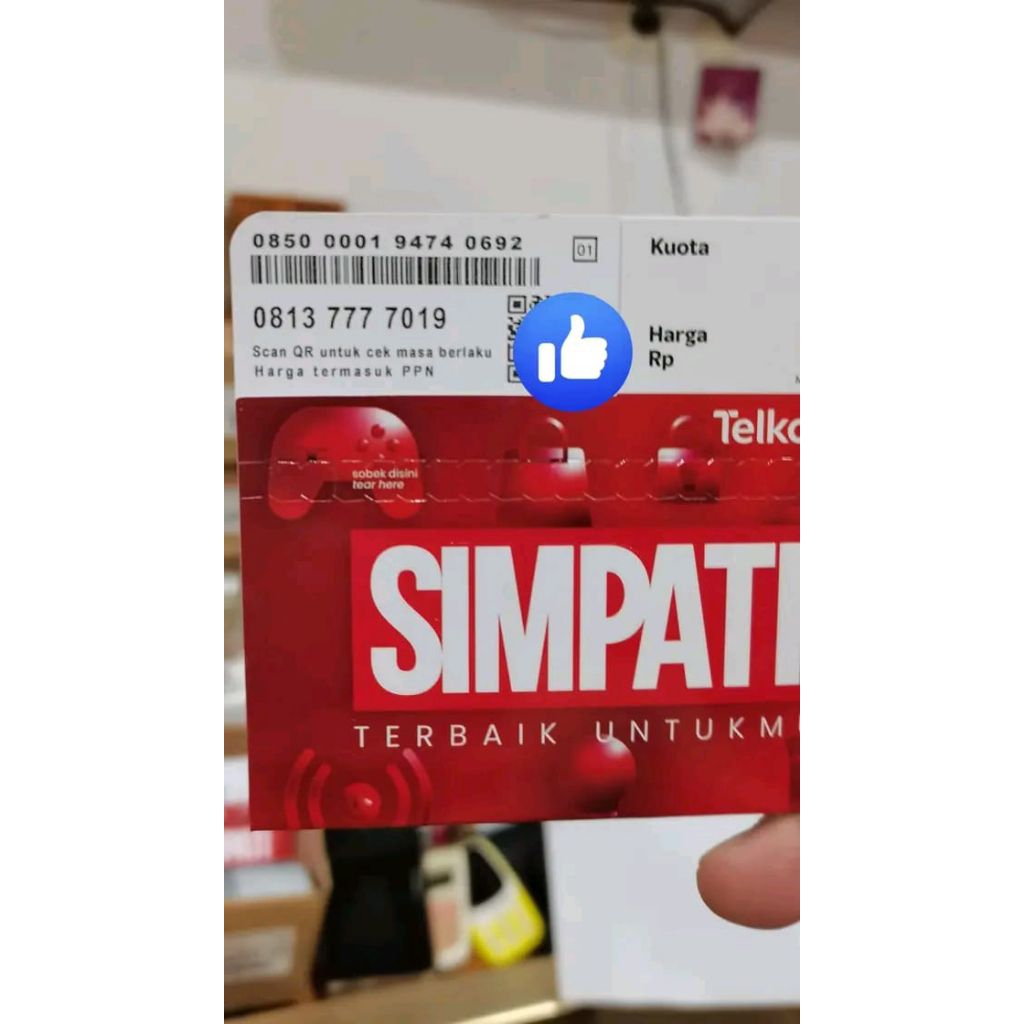 0850 0001 9474 0692
01
0813 777 7019
Scan QR untuk cek masa berlaku
Harga termasuk PPN
Kuota
Harga
Rp
Telko
sobek disini
tear here
SIMPATI
TERBAIK UNTUKMU